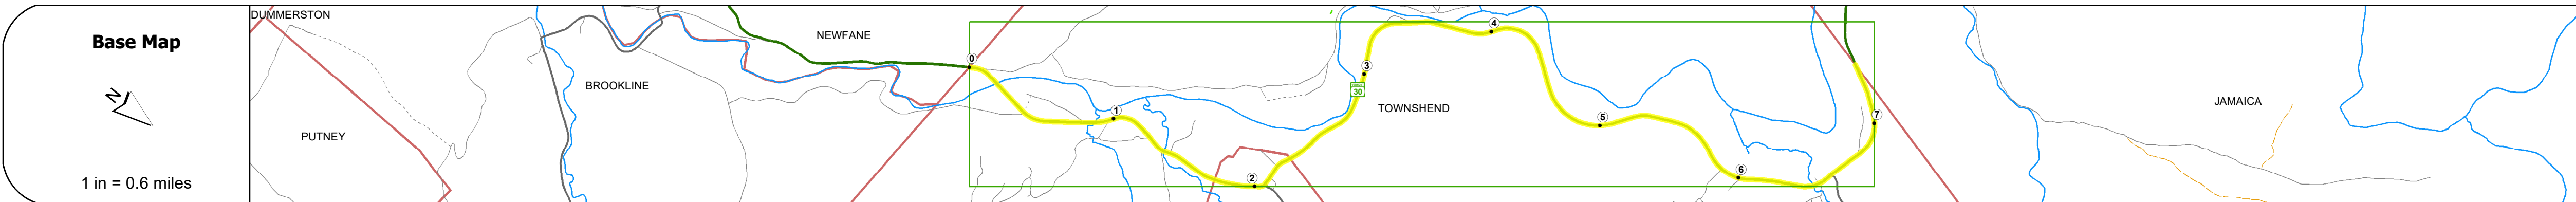 Base Map
N
1 in = 0.6 miles
DUMMERSTON
PUTNEY
BROOKLINE
NEWFANE
0
1
2
3
30
TOWNSHEND
4
5
6
7
JAMAICA